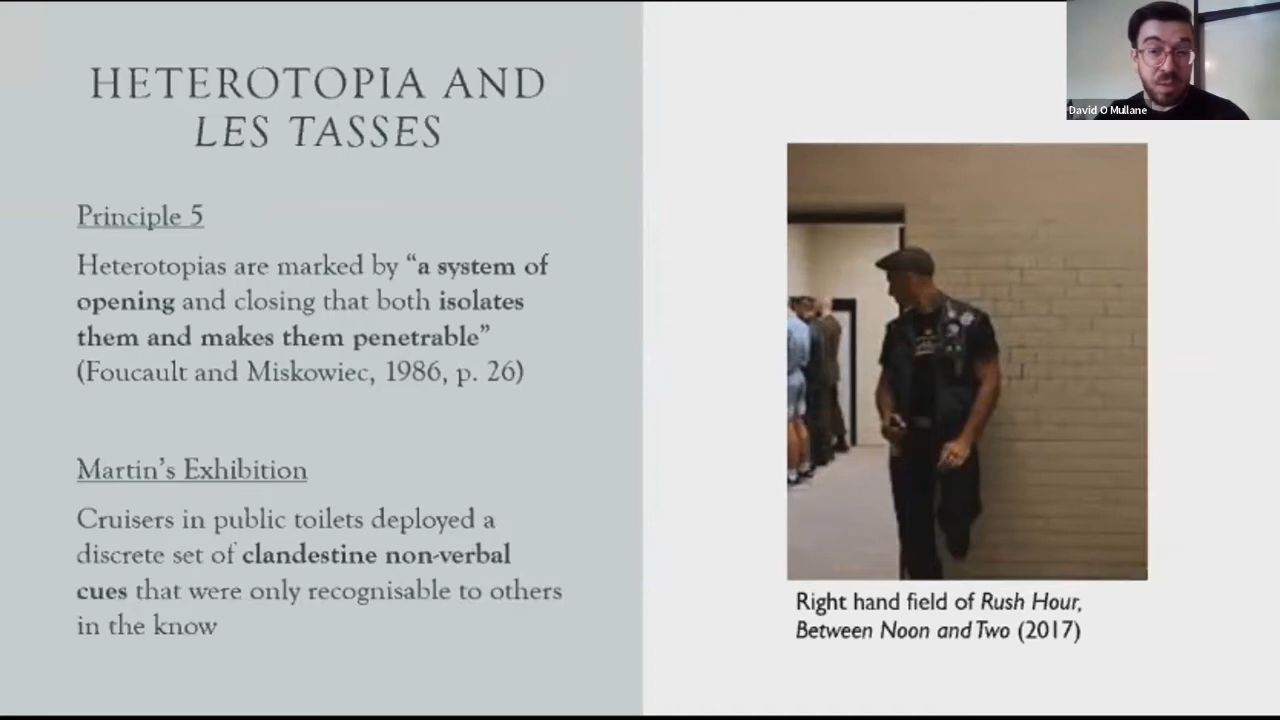 HETEROTOPIA AND
LES TASSES
Principle 5
Heterotopias are marked by “a system of
opening and closing that both isolates
them and makes them penetrable”
(Foucault and Miskowiec, 1986, p. 26)
Martin’s Exhibition
Cruisers in public toilets deployed a
discrete set of clandestine non-verbal
cues that were only recognisable to others
in the know
David O Mullane
Right hand field of Rush Hour,
Between Noon and Two (2017)